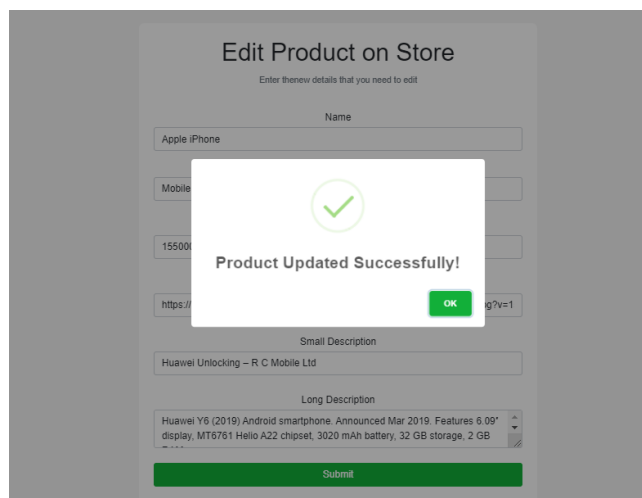 Edit Product on Store
Enter thenew details that you need to edit
Name
Apple iPhone
Mobile
155000
Product Updated Successfully!
https://
og?v=1
OK
Small Description
Huawei Unlocking – R C Mobile Ltd
Long Description
Huawei Y6 (2019) Android smartphone. Announced Mar 2019. Features 6.09"
display, MT6761 Helio A22 chipset, 3020 mAh battery, 32 GB storage, 2 GB
Submit